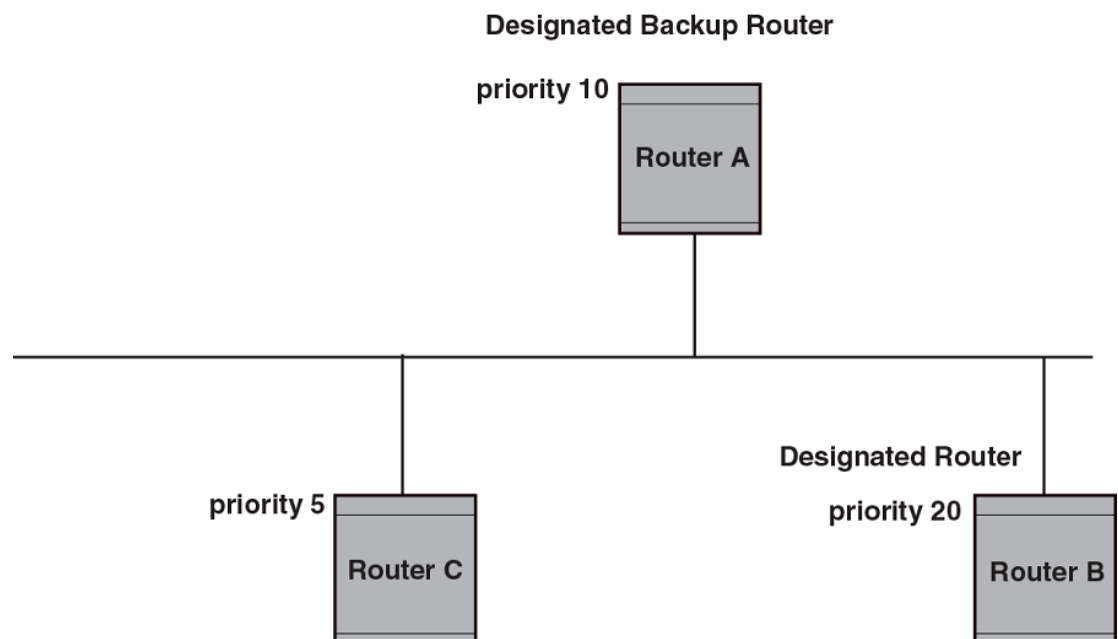 Designated Backup Router
priority 10
Router A
Designated Router
priority 5
priority 20
Router C
Router B